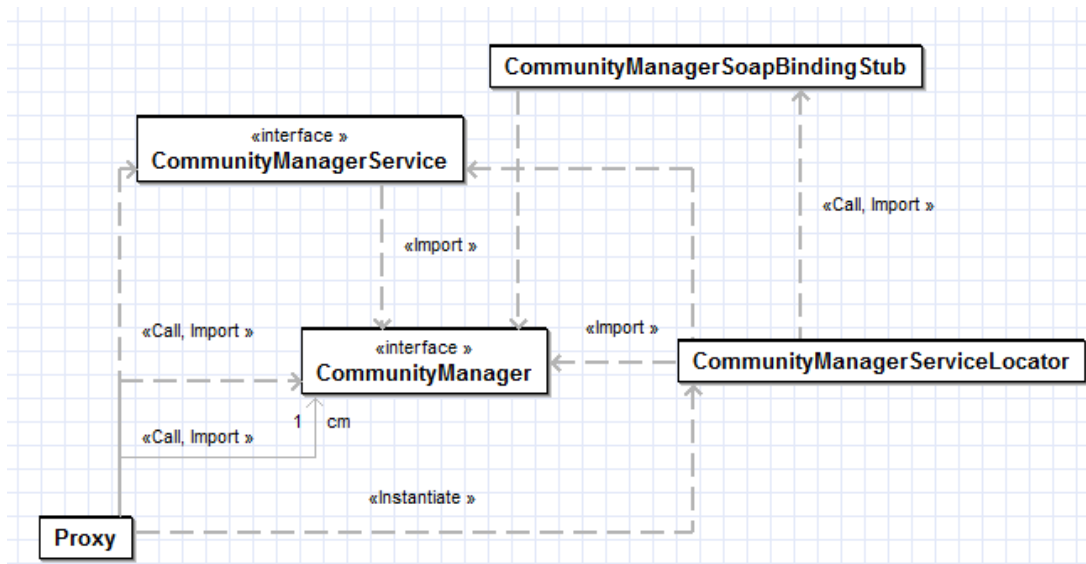 CommunityManagerSoapBindingStub
«interface »
CommunityManagerService
«Call, Import »
«Import »
«Call, Import »
«Import »
«interface »
CommunityManager
CommunityManagerServiceLocator
1 cm
«Call, Import »
«Instantiate »
Proxy